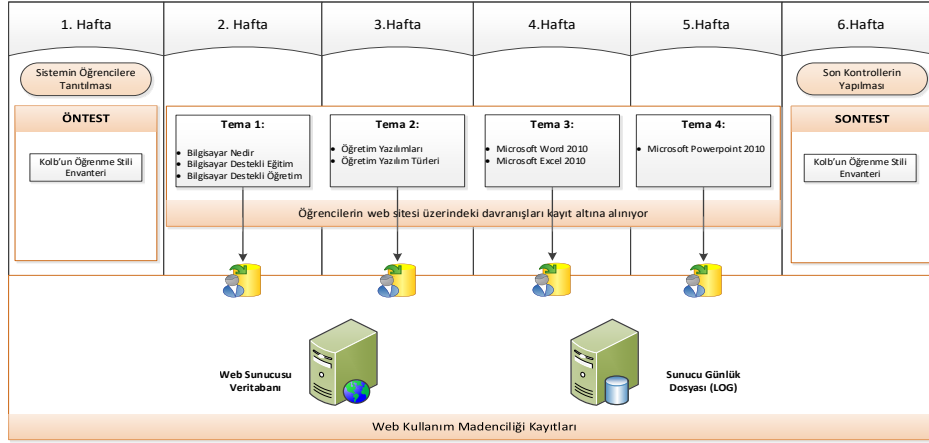 1. Hafta
2. Hafta
3.Hafta
4.Hafta
5.Hafta
6.Hafta
Sistemin Öğrencilere
Tanıtılması
Son Kontrollerin
Yapılması
ÖNTEST
Kolb'un Öğrenme Stili
Envanteri
Tema 1:
Bilgisayar Nedir
Bilgisayar Destekli Eğitim
Bilgisayar Destekli Öğretim
Tema 2:
Öğretim Yazılımları
Öğretim Yazılım Türleri
Tema 3:
Microsoft Word 2010
Microsoft Excel 2010
Tema 4:
Microsoft Powerpoint 2010
SONTEST
Kolb'un Öğrenme Stili
Envanteri
Öğrencilerin web sitesi üzerindeki davranışları kayıt altına alınıyor
Web Sunucusu
Veritabanı
Sunucu Günlük
Dosyası (LOG)
Web Kullanım Madenciliği Kayıtları